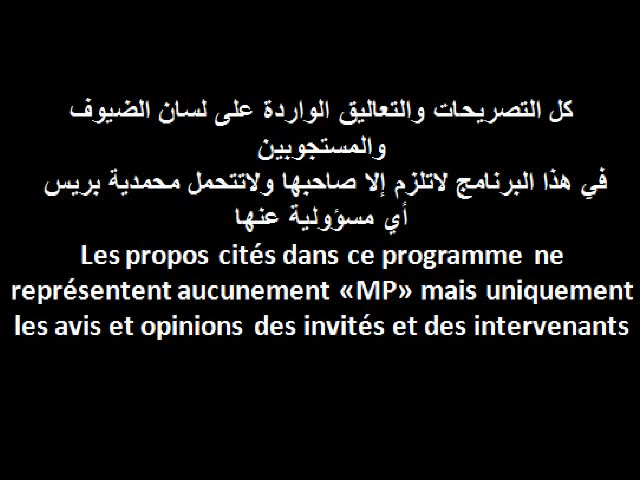 كل التصريحات والتعاليق الواردة على لسان الضيوف
والمستجوبين
في هذا البرنامج لاتلزم إلا صاحبها ولاتتحمل محمدية بريس
أي مسؤولية عنها
Les propos cités dans ce programme ne
représentent aucunement «MP» mais uniquement
les avis et opinions des invités et des intervenants